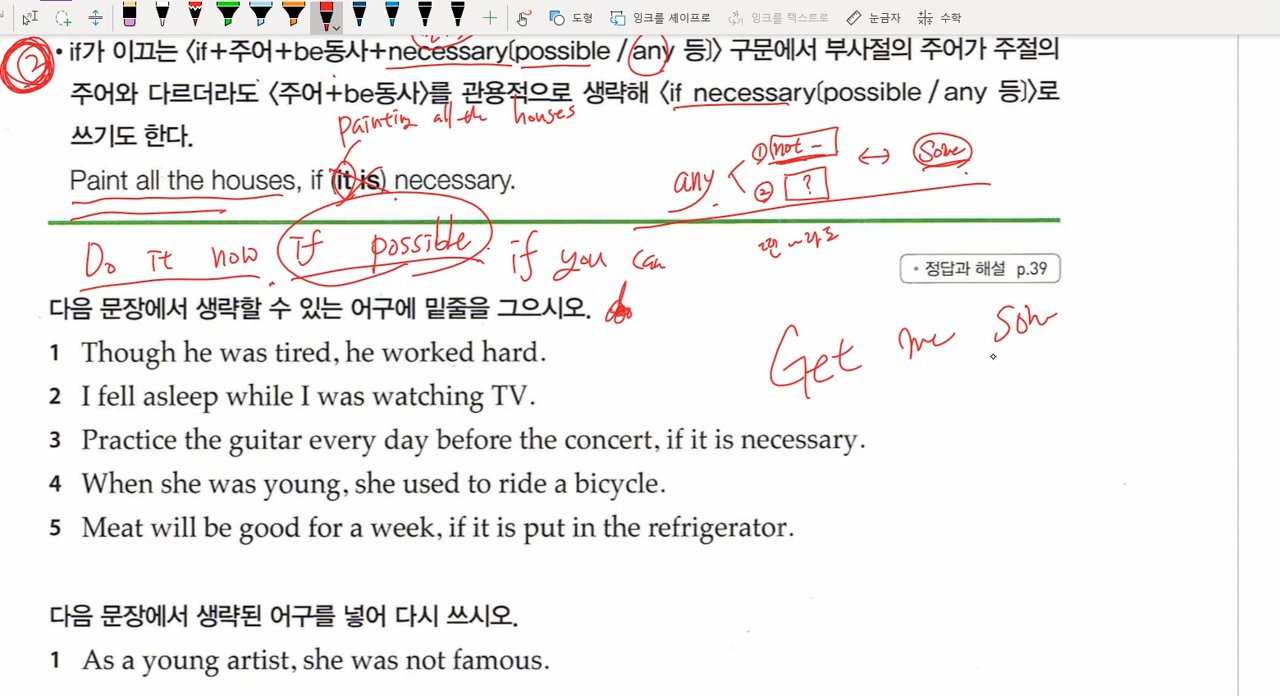 도형 잉크를 셰이프로 잉크를 텍스트로 눈금자 수학
② • if가 이끄는 〈if+주어+be동사+necessary(possible / any 등)〉 구문에서 부사절의 주어가 주절의
주어와 다르더라도 〈주어+be동사〉를 관용적으로 생략해 〈if necessary(possible / any 등)〉로
쓰기도 한다.
painting all the houses
Paint all the houses, if (it is) necessary.
any ① not ② ? ↔ some
Do it now if possible if you can
• 정답과 해설 p.39
다음 문장에서 생략할 수 있는 어구에 밑줄을 그으시오.
Get me
1 Though he was tired, he worked hard.
2 I fell asleep while I was watching TV.
3 Practice the guitar every day before the concert, if it is necessary.
4 When she was young, she used to ride a bicycle.
5 Meat will be good for a week, if it is put in the refrigerator.
다음 문장에서 생략된 어구를 넣어 다시 쓰시오.
1 As a young artist, she was not famous.